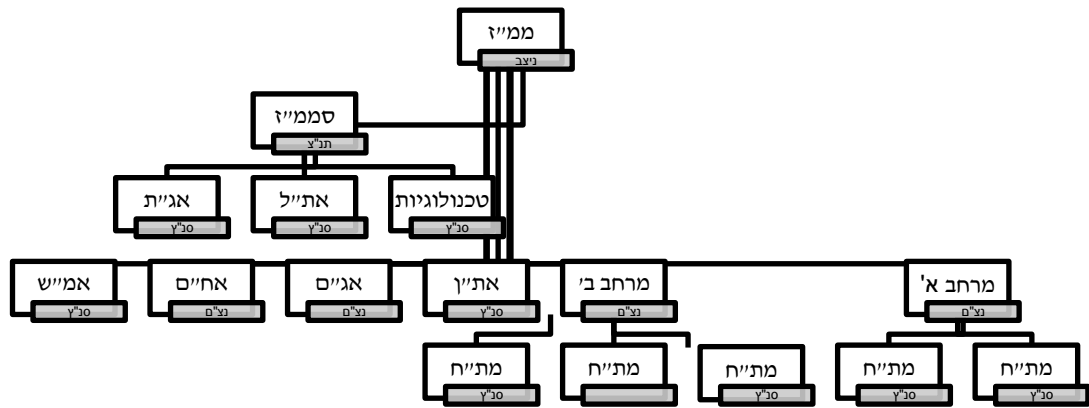 ממ״ז
ניצב
סממ״ז
תנ"צ
טכנולוגיות
סנ"ץ
את״ל
סנ"ץ
אג״ת
סנ"ץ
מרחב א'
נצ"ם
מרחב ב׳
נצ"ם
את״ן
סנ"ץ
אג״ם
נצ"ם
אח״ם
נצ"ם
אמ״ש
סנ"ץ
מת״ח
סנ"ץ
מת״ח
סנ"ץ
מת״ח
סנ"ץ
מת״ח
מת״ח
סנ"ץ